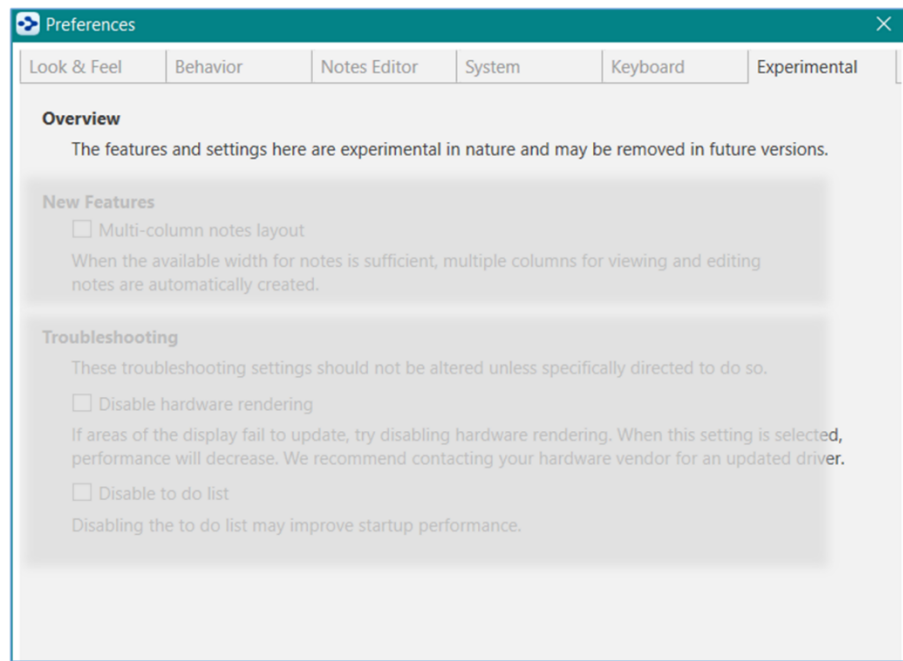 Preferences
Look & Feel
Behavior
Notes Editor
System
Keyboard
Experimental
Overview
The features and settings here are experimental in nature and may be removed in future versions.
New Features
Multi-column notes layout
When the available width for notes is sufficient, multiple columns for viewing and editing
notes are automatically created.
Troubleshooting
These troubleshooting settings should not be altered unless specifically directed to do so.
Disable hardware rendering
If areas of the display fail to update, try disabling hardware rendering. When this setting is selected,
performance will decrease. We recommend contacting your hardware vendor for an updated driver.
Disable to do list
Disabling the to do list may improve startup performance.